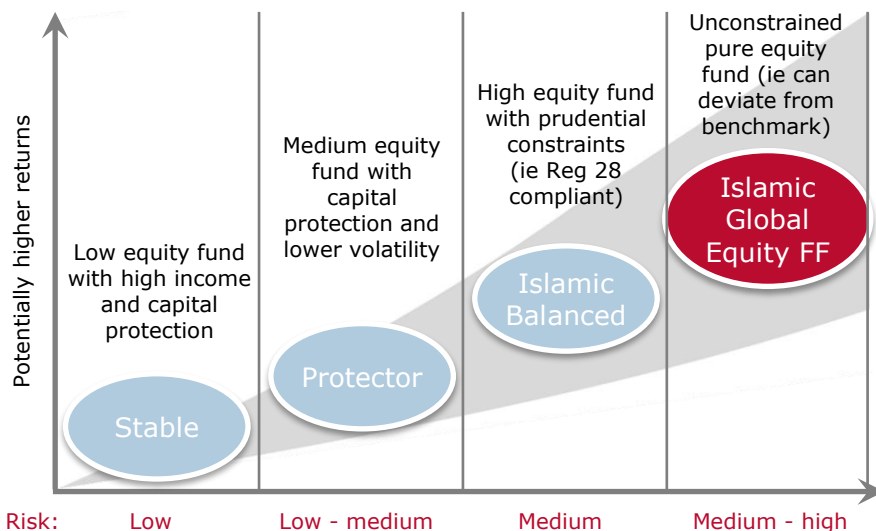 Potentially higher returns
Low equity fund
with high income
and capital
protection
Stable
Medium equity
fund with
capital
protection and
lower volatility
Protector
High equity fund
with prudential
constraints
(ie Reg 28
compliant)
Islamic
Balanced
Unconstrained
pure equity
fund (ie can
deviate from
benchmark)
Islamic
Global
Equity FF
Risk: Low Low - medium Medium Medium - high